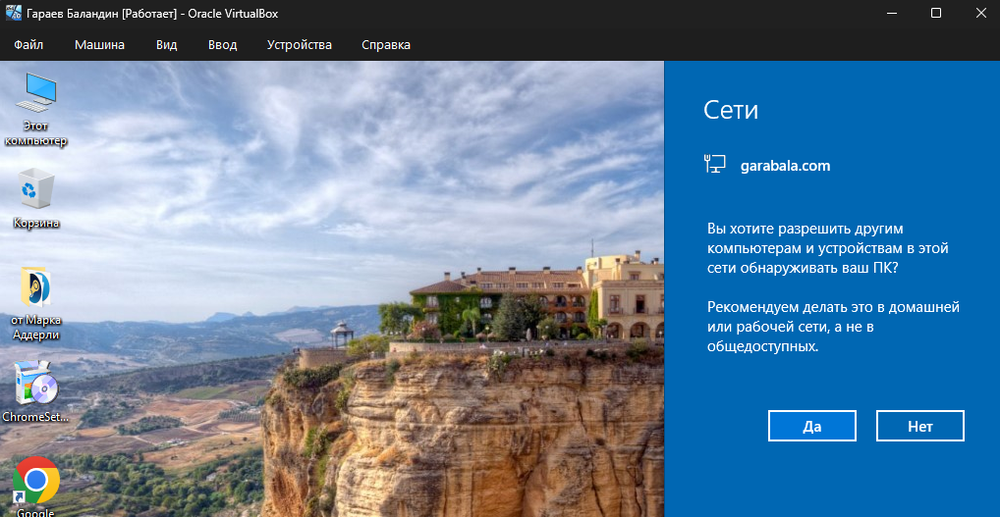 Гараев Баландин [Работает] - Oracle VirtualBox
Файл Машина Вид Ввод Устройства Справка
Этот
компьютер
Корзина
от Марка
Аддерли
ChromeSet...
Google
Сети
garabala.com
Вы хотите разрешить другим
компьютерам и устройствам в этой
сети обнаруживать ваш ПК?
Рекомендуем делать это в домашней
или рабочей сети, а не в
общедоступных.
Да Нет